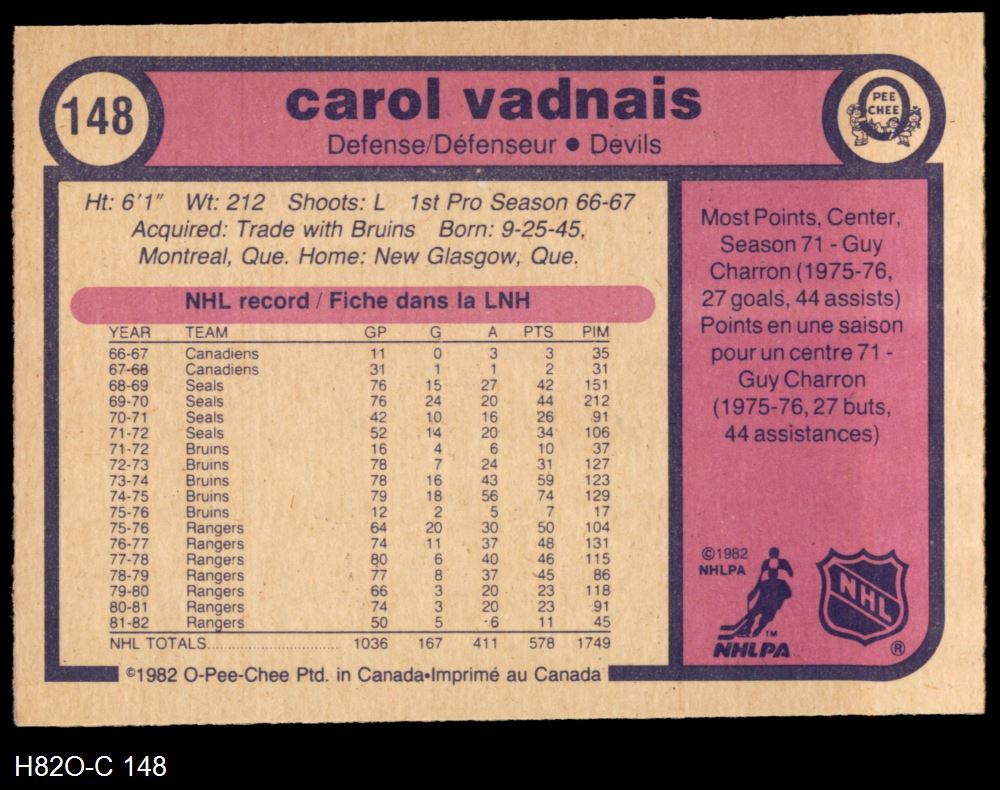 148
carol vadnais
Defense/Défenseur • Devils
PEE
CHEE
Ht: 6'1" Wt: 212 Shoots: L 1st Pro Season 66-67
Acquired: Trade with Bruins Born: 9-25-45,
Montreal, Que. Home: New Glasgow, Que.
NHL record / Fiche dans la LNH
YEAR TEAM GP G A PTS PIM
66-67 Canadiens 11 0 3 3 35
67-68 Canadiens 31 1 1 2 31
68-69 Seals 76 15 27 42 151
69-70 Seals 76 24 20 44 212
70-71 Seals 42 10 16 26 91
71-72 Seals 52 14 20 34 106
71-72 Bruins 16 4 6 10 37
72-73 Bruins 78 7 24 31 127
73-74 Bruins 78 16 43 59 123
74-75 Bruins 79 18 56 74 129
75-76 Bruins 12 2 5 7 17
75-76 Rangers 64 20 30 50 104
76-77 Rangers 74 11 37 48 131
77-78 Rangers 80 6 40 46 115
78-79 Rangers 77 8 37 45 86
79-80 Rangers 66 3 20 23 118
80-81 Rangers 74 3 20 23 91
81-82 Rangers 50 5 6 11 45
NHL TOTALS 1036 167 411 578 1749
©1982 O-Pee-Chee Ptd. in Canada•Imprimé au Canada
Most Points, Center,
Season 71 - Guy
Charron (1975-76,
27 goals, 44 assists)
Points en une saison
pour un centre 71 -
Guy Charron
(1975-76, 27 buts,
44 assistances)
©1982
NHLPA
TM
NHLPA
NHL
®
H82O-C 148